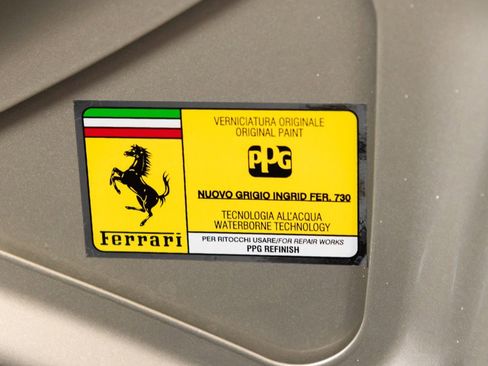 VERNICIATURA ORIGINALE
ORIGINAL PAINT
PPG
NUOVO GRIGIO INGRID FER. 730
TECNOLOGIA ALL'ACQUA
WATERBORNE TECHNOLOGY
Ferrari
PER RITOCCHI USARE/FOR REPAIR WORKS
PPG REFINISH